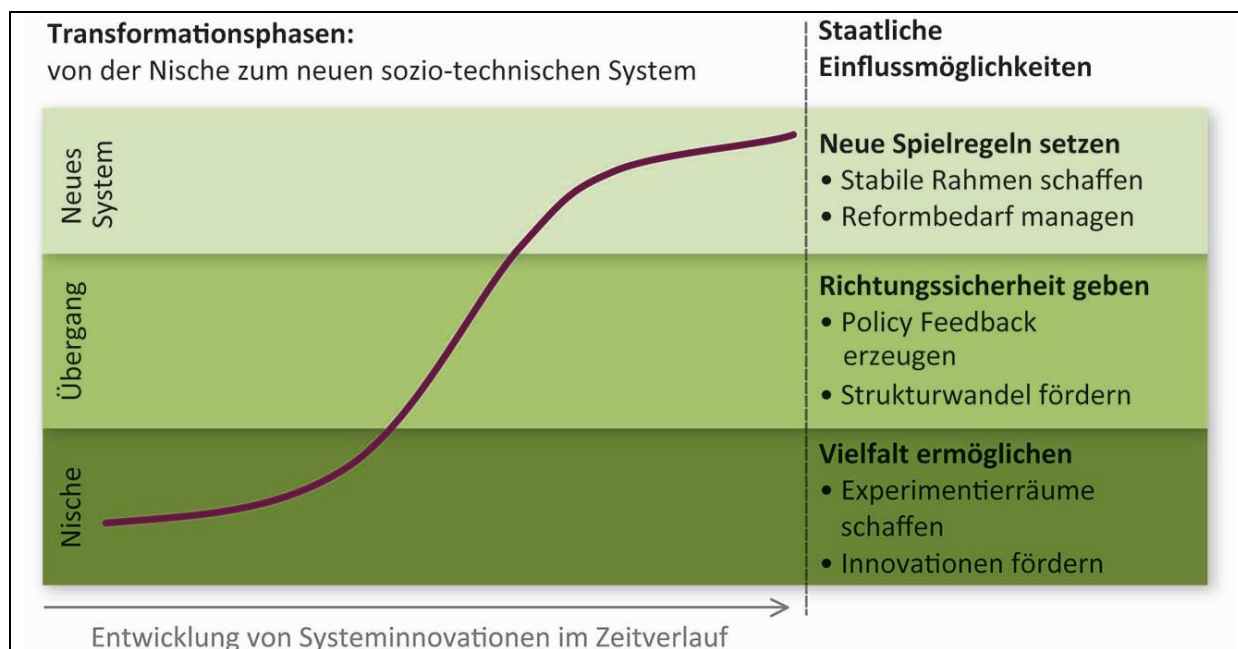 Transformationsphasen:
von der Nische zum neuen sozio-technischen System
Staatliche
Einflussmöglichkeiten
Neues
System
Neue Spielregeln setzen
• Stabile Rahmen schaffen
• Reformbedarf managen
Übergang
Richtungssicherheit geben
• Policy Feedback
erzeugen
• Strukturwandel fördern
Nische
Vielfalt ermöglichen
• Experimentierräume
schaffen
• Innovationen fördern
Entwicklung von Systeminnovationen im Zeitverlauf